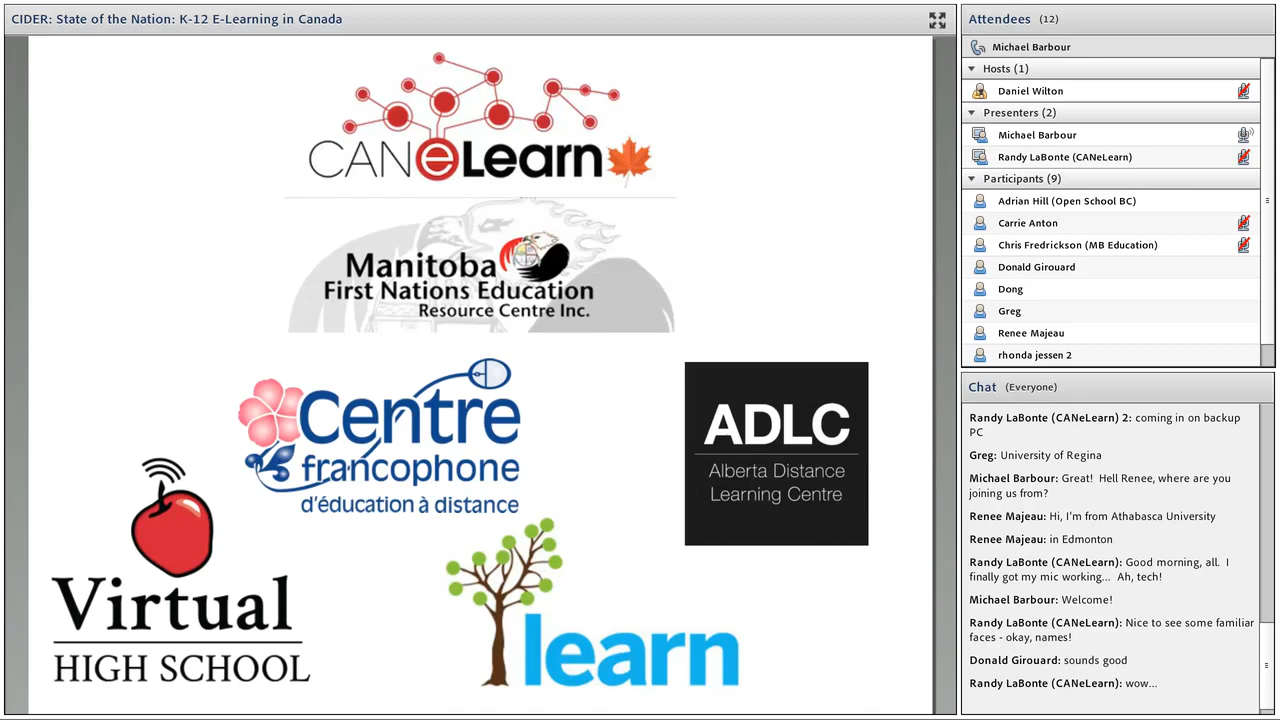 CIDER: State of the Nation: K-12 E-Learning in Canada
CANeLearn
Manitoba
First Nations Education
Resource Centre Inc.
Centre
francophone
d'éducation à distance
ADLC
Alberta Distance
Learning Centre
Virtual
HIGH SCHOOL
learn
Attendees (12)
Michael Barbour
Hosts (1)
Daniel Wilton
Presenters (2)
Michael Barbour
Randy LaBonte (CANeLearn)
Participants (9)
Adrian Hill (Open School BC)
Carrie Anton
Chris Fredrickson (MB Education)
Donald Girouard
Dong
Greg
Renee Majeau
rhonda jessen 2
Chat (Everyone)
Randy LaBonte (CANeLearn) 2: coming in on backup
PC
Greg: University of Regina
Michael Barbour: Great! Hell Renee, where are you
joining us from?
Renee Majeau: Hi, I'm from Athabasca University
Renee Majeau: in Edmonton
Randy LaBonte (CANeLearn): Good morning, all. I
finally got my mic working... Ah, tech!
Michael Barbour: Welcome!
Randy LaBonte (CANeLearn): Nice to see some familiar
faces - okay, names!
Donald Girouard: sounds good
Randy LaBonte (CANeLearn): wow...